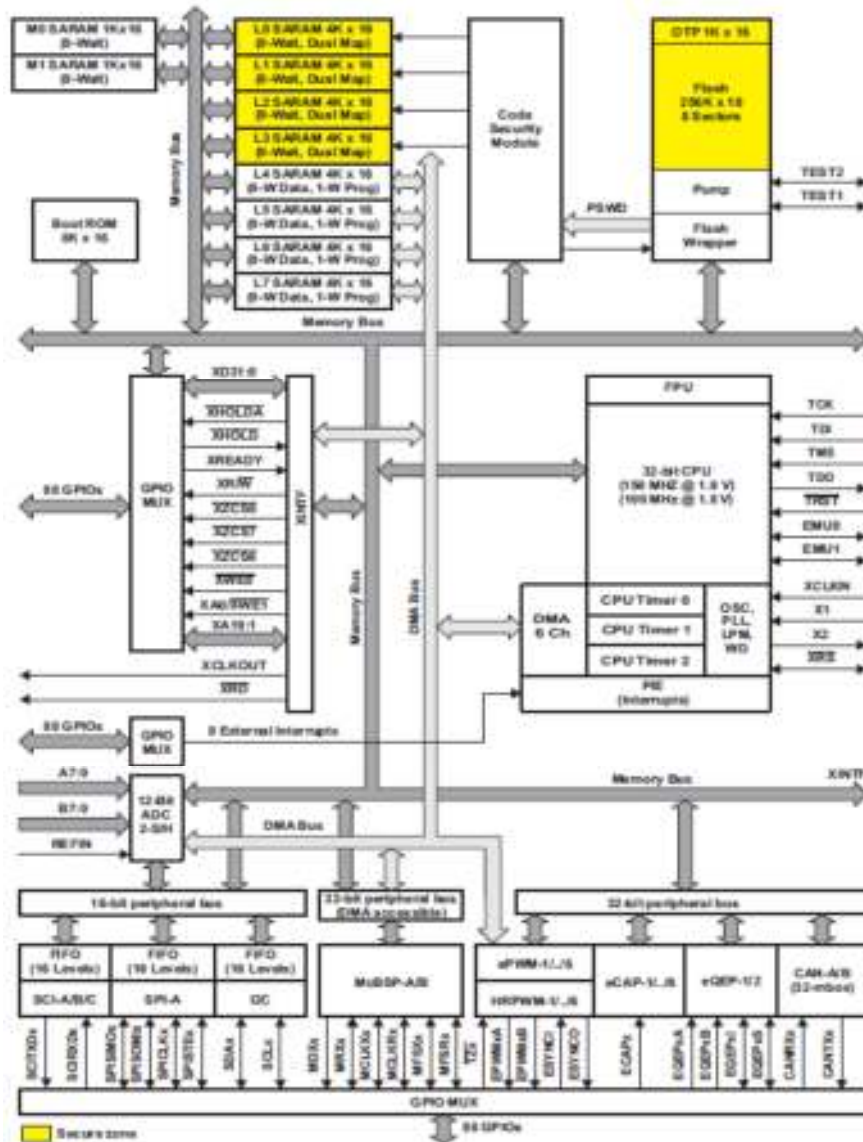 M0 SARAM 1Kx16
(0-Watt)
M1 SARAM 1Kx16
(0-Watt)
L0 SARAM 4K x 16
(0-Watt, Dual Map)
L1 SARAM 4K x 16
(0-Watt, Dual Map)
L2 SARAM 4K x 16
(0-Watt, Dual Map)
L3 SARAM 4K x 16
(0-Watt, Dual Map)
L4 SARAM 4K x 16
(0-W Data, 1-W Prog)
L5 SARAM 4K x 16
(0-W Data, 1-W Prog)
L6 SARAM 4K x 16
(0-W Data, 1-W Prog)
L7 SARAM 4K x 16
(0-W Data, 1-W Prog)
Memory Bus
Boot ROM
8K x 16
Code
Security
Module
PSWD
OTP 1K x 16
Flash
256K x 16
8 Sectors
Pump
Flash
Wrapper
TEST2
TEST1
Memory Bus
XD31:0
XHOLDA
XHOLD
XREADY
XR/W
XZCS0
XZCS7
XZCS6
XWE0
XA0/XWE1
XA19:1
XCLKOUT
XRD
88 GPIOs
GPIO
MUX
XINTF
Memory Bus
DMA Bus
FPU
32-bit CPU
(150 MHZ @ 1.9 V)
(100 MHz @ 1.8 V)
TCK
TDI
TMS
TDO
TRST
EMU0
EMU1
XCLKIN
X1
X2
XRS
DMA
6 Ch
CPU Timer 0
CPU Timer 1
CPU Timer 2
OSC,
PLL,
LPM,
WD
PIE
(Interrupts)
88 GPIOs
GPIO
MUX
8 External Interrupts
A7:0
B7:0
REFIN
12-Bit
ADC
2-S/H
Memory Bus
XINTF
DMA Bus
16-bit peripheral bus
32-bit peripheral bus
(DMA accessible)
32-bit peripheral bus
FIFO
(16 Levels)
FIFO
(16 Levels)
FIFO
(16 Levels)
SCI-A/B/C
SPI-A
I2C
McBSP-A/B
ePWM-1/../6
HRPWM-1/../6
eCAP-1/../6
eQEP-1/2
CAN-A/B
(32-mbox)
SCITXDx
SCIRXDx
SPISIMOx
SPISOMIx
SPICLKx
SPISTEx
SDAx
SCLx
MDXx
MRXx
MCLKXx
MCLKRx
MFSXx
MFSRx
TZx
EPWMxA
EPWMxB
ESYNCI
ESYNCO
ECAPx
EQEPxA
EQEPxB
EQEPxI
EQEPxS
CANRXx
CANTXx
GPIO MUX
88 GPIOs
Secure zone